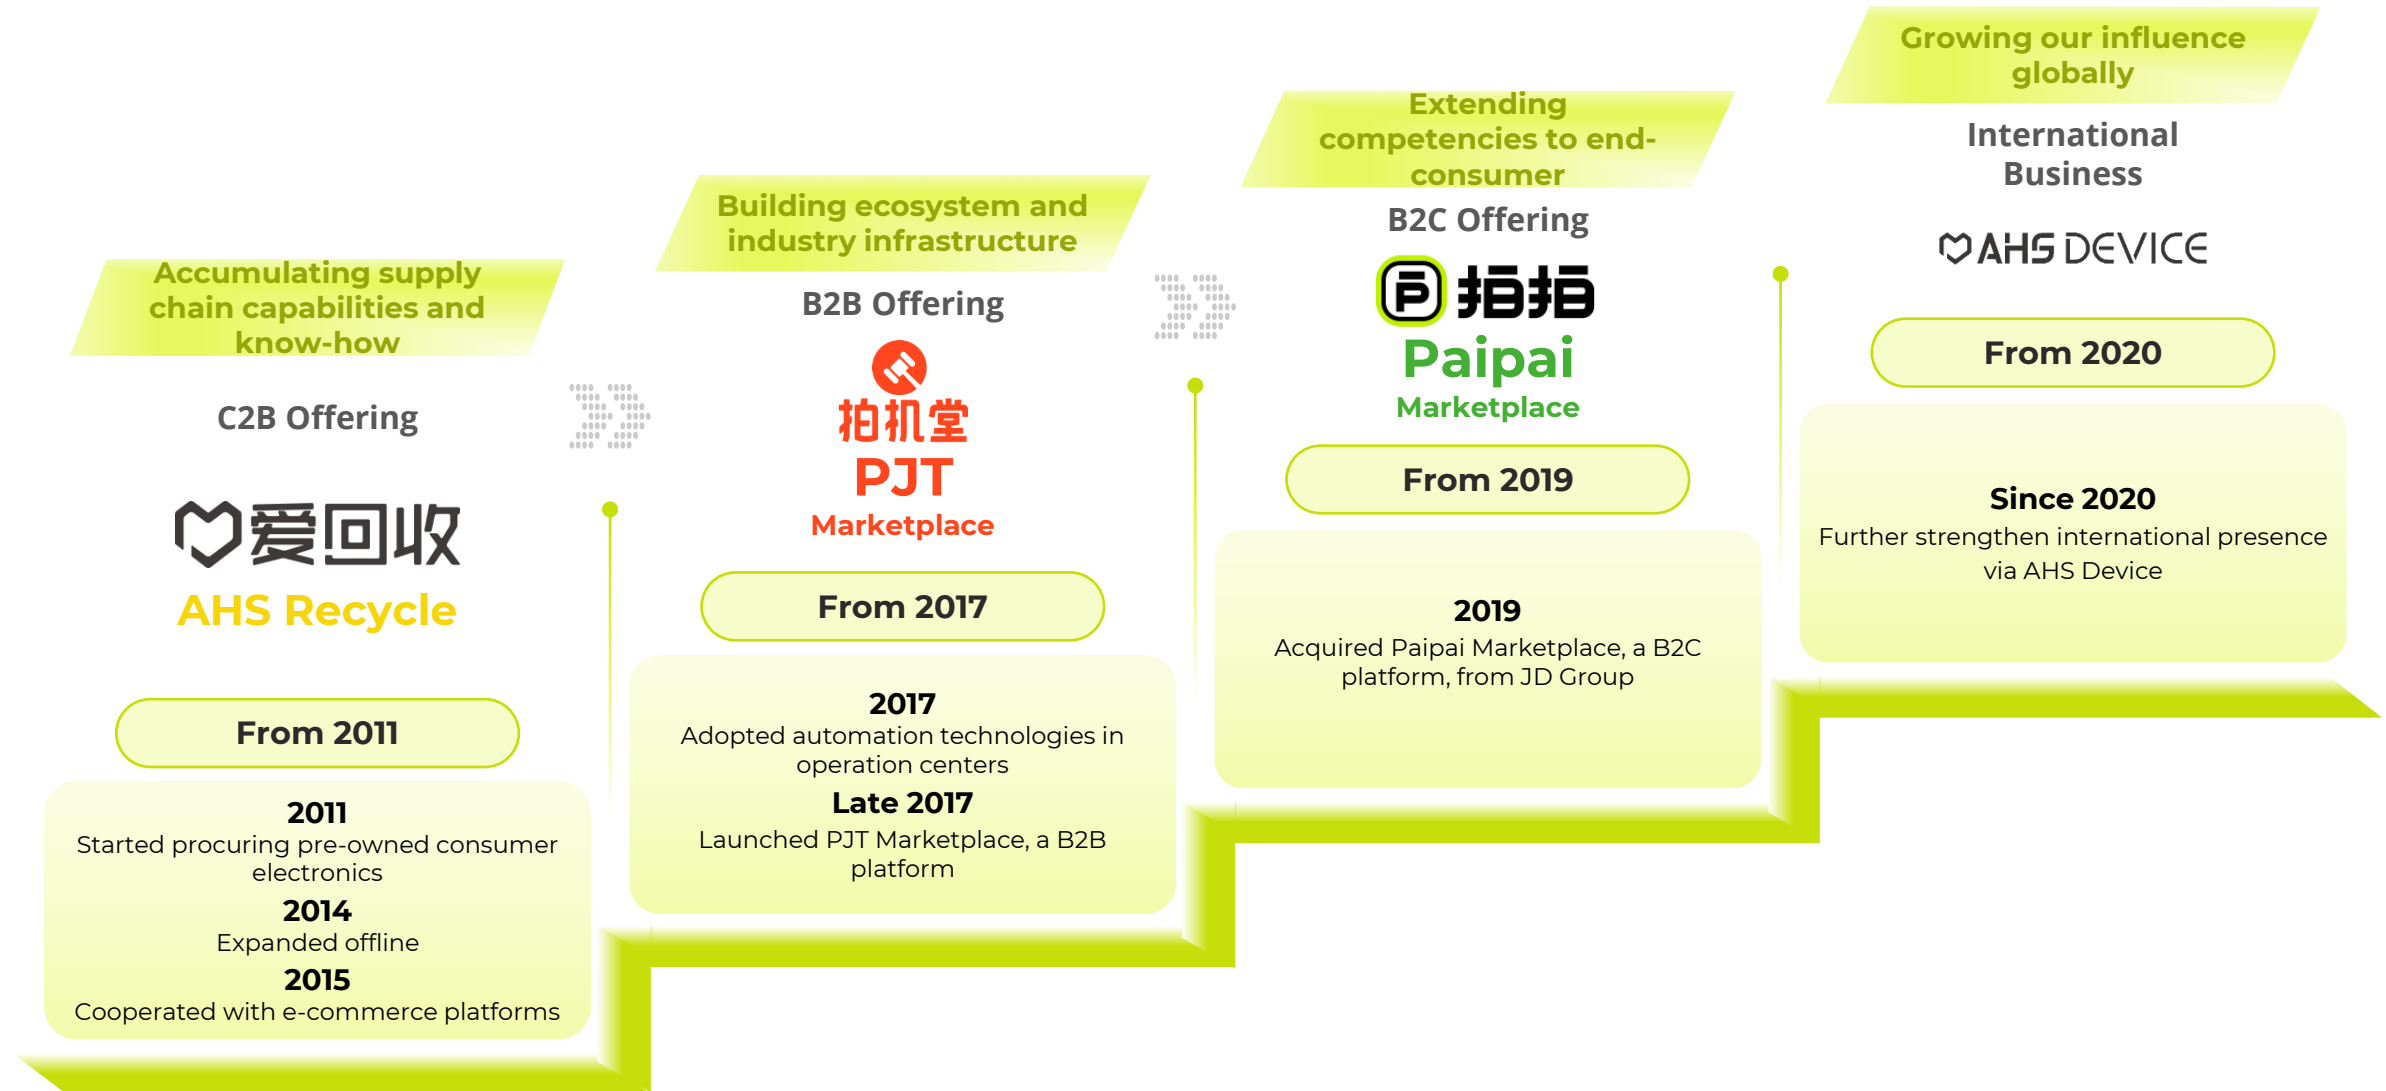 Accumulating supply
chain capabilities and
know-how
C2B Offering
爱回收
AHS Recycle
From 2011
2011
Started procuring pre-owned consumer
electronics
2014
Expanded offline
2015
Cooperated with e-commerce platforms
Building ecosystem and
industry infrastructure
B2B Offering
拍机堂
PJT
Marketplace
From 2017
2017
Adopted automation technologies in
operation centers
Late 2017
Launched PJT Marketplace, a B2B
platform
Extending
competencies to end-
consumer
B2C Offering
P 拍拍
Paipai
Marketplace
From 2019
2019
Acquired Paipai Marketplace, a B2C
platform, from JD Group
Growing our influence
globally
International
Business
AHS DEVICE
From 2020
Since 2020
Further strengthen international presence
via AHS Device